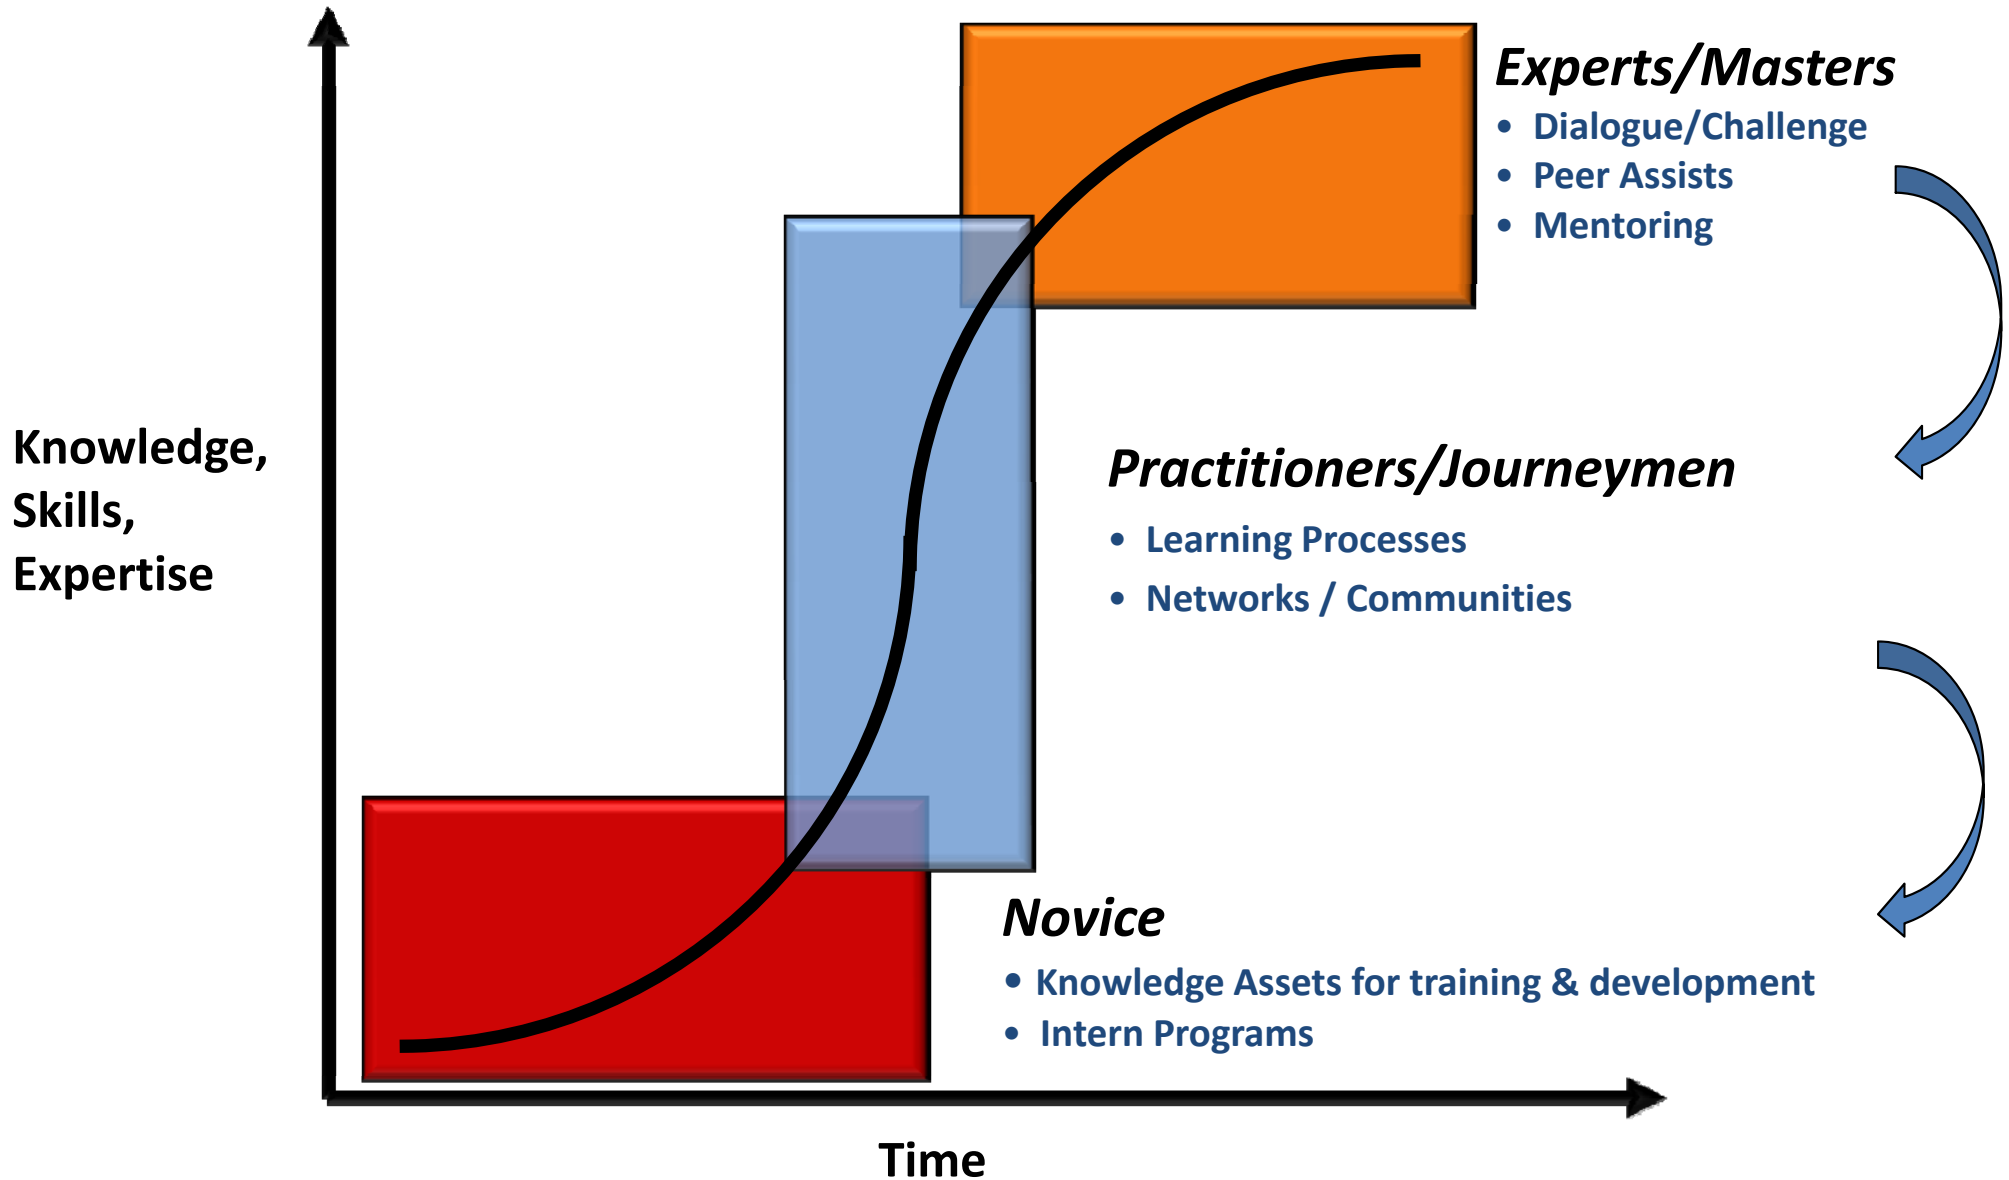 Experts/Masters
• Dialogue/Challenge
• Peer Assists
• Mentoring
Knowledge,
Skills,
Expertise
Practitioners/Journeymen
• Learning Processes
• Networks / Communities
Novice
• Knowledge Assets for training & development
• Intern Programs
Time